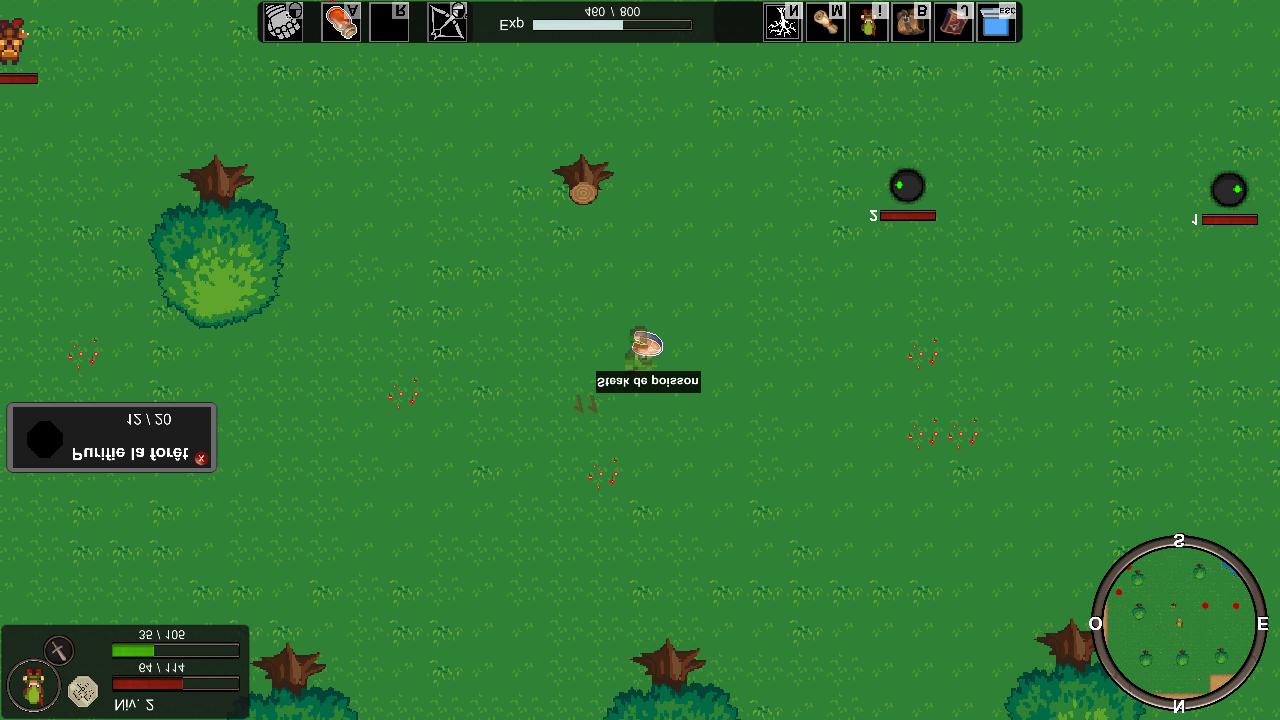 Niv. 2
64 / 114
35 / 105
N
O
E
S
Purifie la forêt
x
12 / 20
Steak de poisson
2
1
Exp
460 / 800
A
R
N
M
i
B
J
ESC